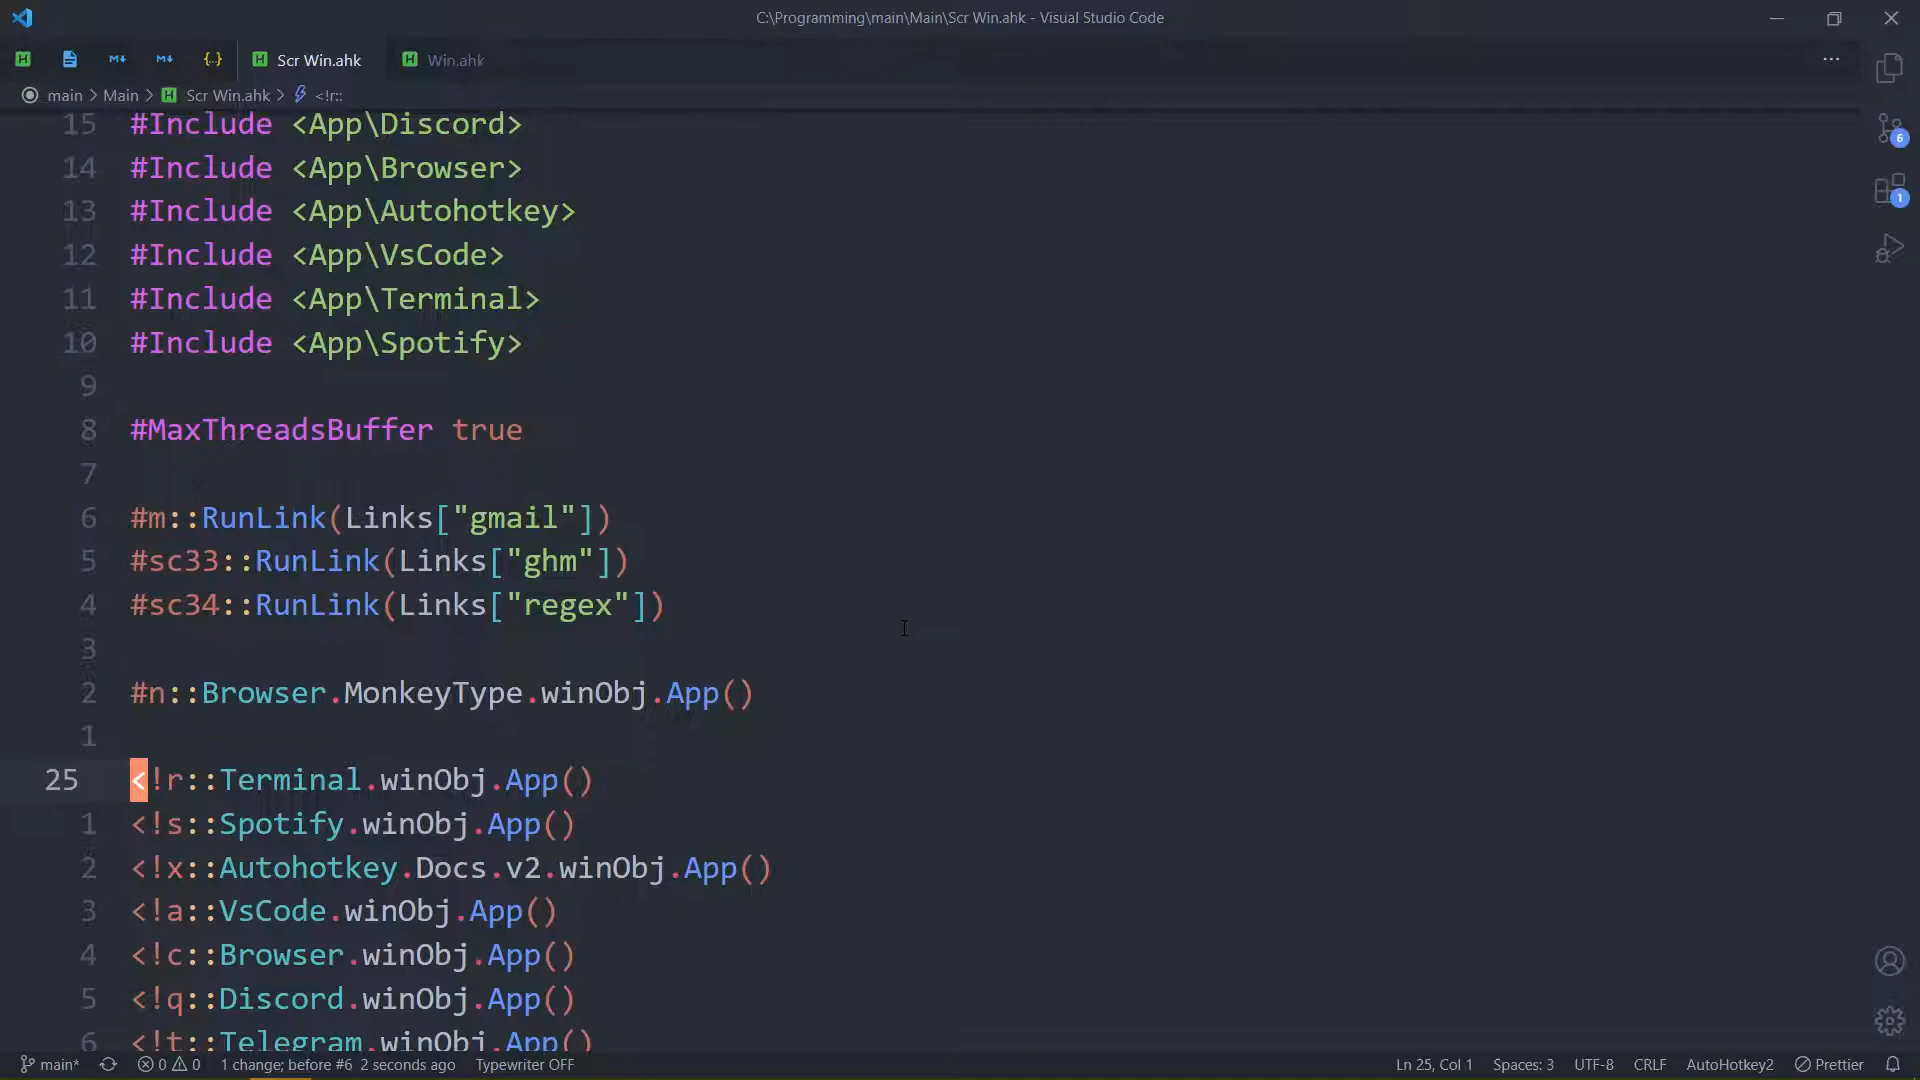 C:\Programming\main\Main\Scr Win.ahk - Visual Studio Code
Scr Win.ahk
Win.ahk
main > Main > Scr Win.ahk > <!r::
15 #Include <App\Discord>
14 #Include <App\Browser>
13 #Include <App\Autohotkey>
12 #Include <App\VsCode>
11 #Include <App\Terminal>
10 #Include <App\Spotify>
9
8 #MaxThreadsBuffer true
7
6 #m::RunLink(Links["gmail"])
5 #sc33::RunLink(Links["ghm"])
4 #sc34::RunLink(Links["regex"])
3
2 #n::Browser.MonkeyType.winObj.App()
1
25 <!r::Terminal.winObj.App()
1 <!s::Spotify.winObj.App()
2 <!x::Autohotkey.Docs.v2.winObj.App()
3 <!a::VsCode.winObj.App()
4 <!c::Browser.winObj.App()
5 <!q::Discord.winObj.App()
6 <!t::Telegram.winObj.App()
6
1
main* 0 0 1 change; before #6 2 seconds ago Typewriter OFF Ln 25, Col 1 Spaces: 3 UTF-8 CRLF AutoHotkey2 Prettier